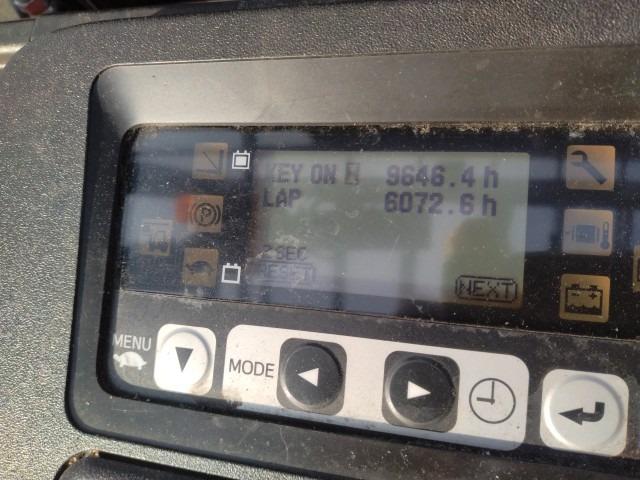 KEY ON 9646.4 h
LAP 6072.6 h
2SEC
RESET
NEXT
MENU
MODE
P